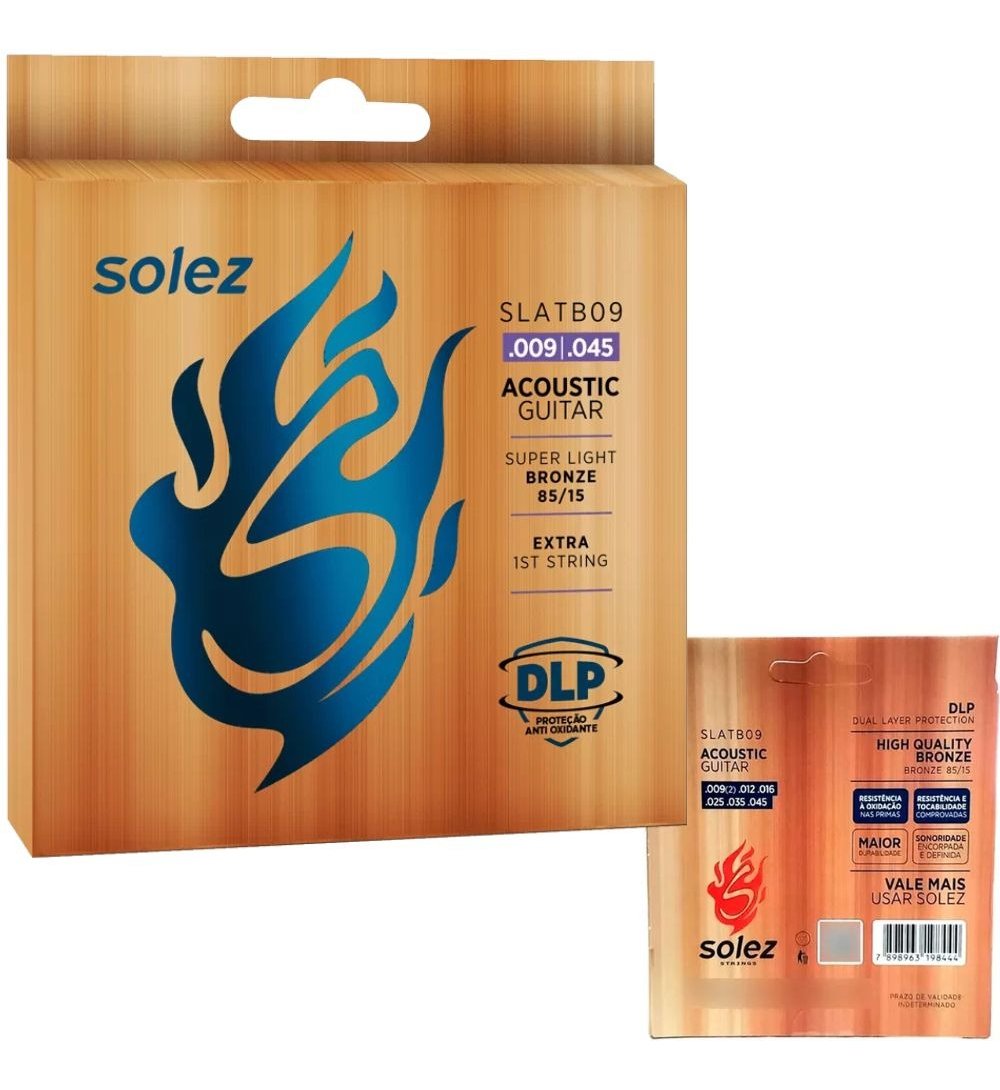 solez
SLATB09
.009|.045
ACOUSTIC
GUITAR
SUPER LIGHT
BRONZE
85/15
EXTRA
1ST STRING
DLP
PROTEÇÃO
ANTI OXIDANTE
SLATB09
ACOUSTIC
GUITAR
.009(2) .012 .016
.025 .035 .045
solez
STRINGS
DLP
DUAL LAYER PROTECTION
HIGH QUALITY
BRONZE
BRONZE 85/15
RESISTÊNCIA
À OXIDAÇÃO
NAS PRIMAS
RESISTÊNCIA E
TOCABILIDADE
COMPROVADAS
MAIOR
DURABILIDADE
SONORIDADE
ENCORPADA
E DEFINIDA
VALE MAIS
USAR SOLEZ
7 898963 198444
PRAZO DE VALIDADE
INDETERMINADO